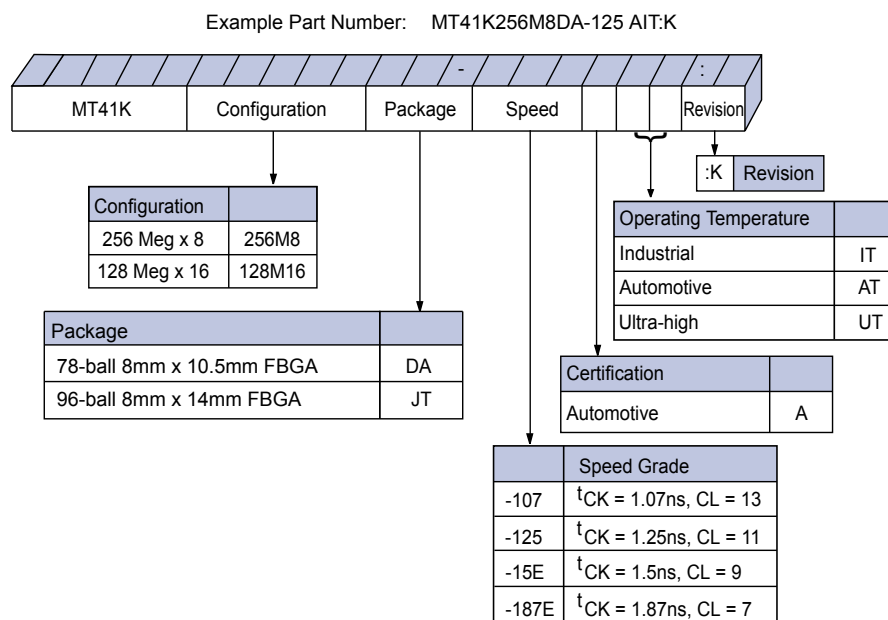 Example Part Number: MT41K256M8DA-125 AIT:K
- :
MT41K Configuration Package Speed Revision
:K Revision
Configuration
256 Meg x 8 256M8
128 Meg x 16 128M16
Operating Temperature
Industrial IT
Automotive AT
Ultra-high UT
Package
78-ball 8mm x 10.5mm FBGA DA
96-ball 8mm x 14mm FBGA JT
Certification
Automotive A
Speed Grade
-107 tCK = 1.07ns, CL = 13
-125 tCK = 1.25ns, CL = 11
-15E tCK = 1.5ns, CL = 9
-187E tCK = 1.87ns, CL = 7